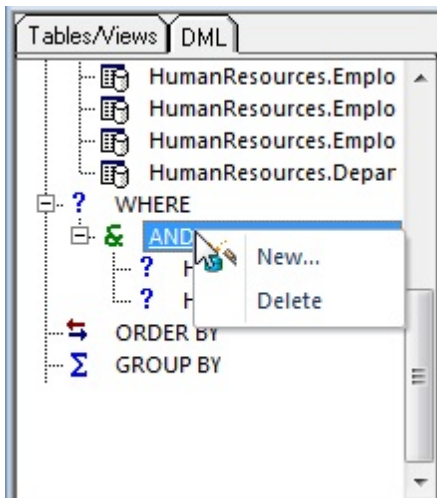 Tables/Views DML
HumanResources.Emplo
HumanResources.Emplo
HumanResources.Emplo
HumanResources.Depar
? WHERE
& AND
? H
New...
? H
Delete
ORDER BY
Σ GROUP BY